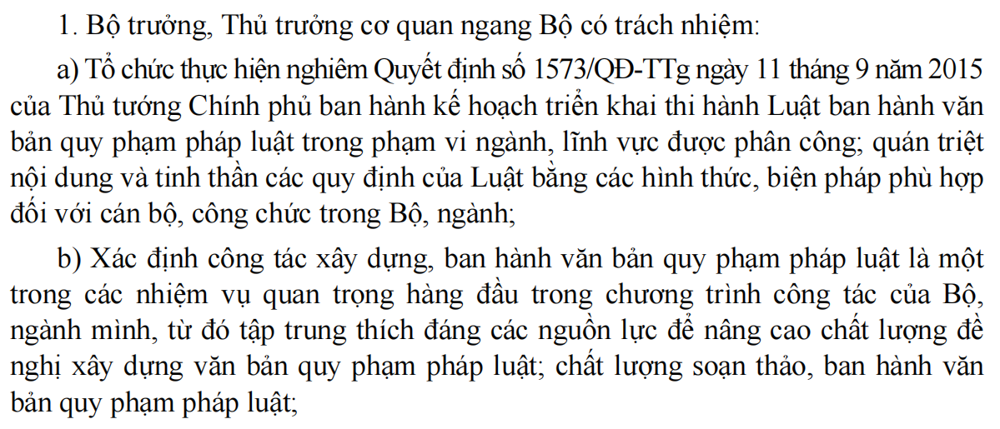 1. Bộ trưởng, Thủ trưởng cơ quan ngang Bộ có trách nhiệm:
a) Tổ chức thực hiện nghiêm Quyết định số 1573/QĐ-TTg ngày 11 tháng 9 năm 2015
của Thủ tướng Chính phủ ban hành kế hoạch triển khai thi hành Luật ban hành văn
bản quy phạm pháp luật trong phạm vi ngành, lĩnh vực được phân công; quán triệt
nội dung và tinh thần các quy định của Luật bằng các hình thức, biện pháp phù hợp
đối với cán bộ, công chức trong Bộ, ngành;
b) Xác định công tác xây dựng, ban hành văn bản quy phạm pháp luật là một
trong các nhiệm vụ quan trọng hàng đầu trong chương trình công tác của Bộ,
ngành mình, từ đó tập trung thích đáng các nguồn lực để nâng cao chất lượng đề
nghị xây dựng văn bản quy phạm pháp luật; chất lượng soạn thảo, ban hành văn
bản quy phạm pháp luật;